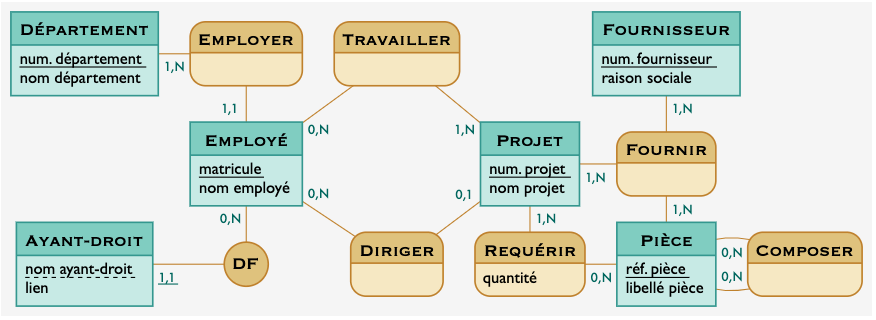 DÉPARTEMENT
num. département
nom département
1,N
EMPLOYER
1,1
TRAVAILLER
0,N
1,N
FOURNISSEUR
num. fournisseur
raison sociale
1,N
EMPLOYÉ
matricule
nom employé
0,N
0,N
PROJET
num. projet
nom projet
0,1
1,N
1,N
FOURNIR
1,N
AYANT-DROIT
nom ayant-droit
lien
1,1
DF
DIRIGER
REQUÉRIR
quantité
0,N
PIÈCE
réf. pièce
libellé pièce
0,N
0,N
COMPOSER